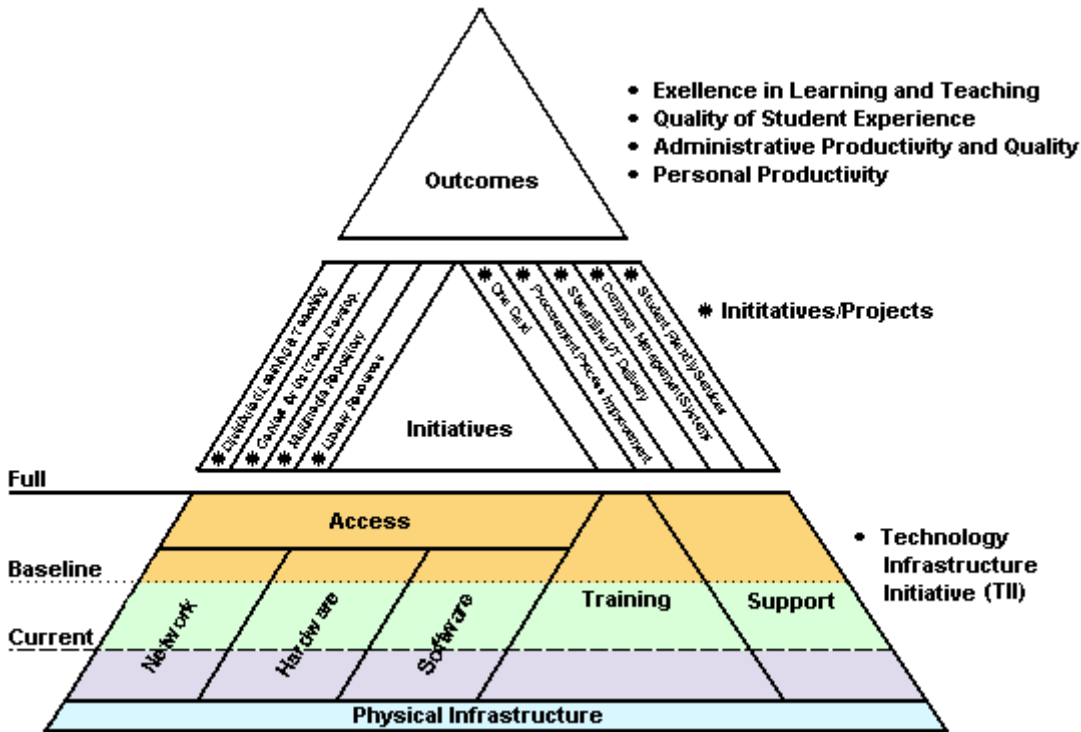 • Exellence in Learning and Teaching
• Quality of Student Experience
• Administrative Productivity and Quality
• Personal Productivity
Outcomes
Distributed Learning & Teaching
Multimedia Repository
Library Resources
One Card
Procurement Process Improvement
Streamline I/T Delivery
Common Management Systems
Student Friendly Services
✷ Inititatives/Projects
Initiatives
Full
Access
Baseline
Current
Network
Hardware
Software
Training
Support
• Technology
Infrastructure
Initiative (TII)
Physical Infrastructure